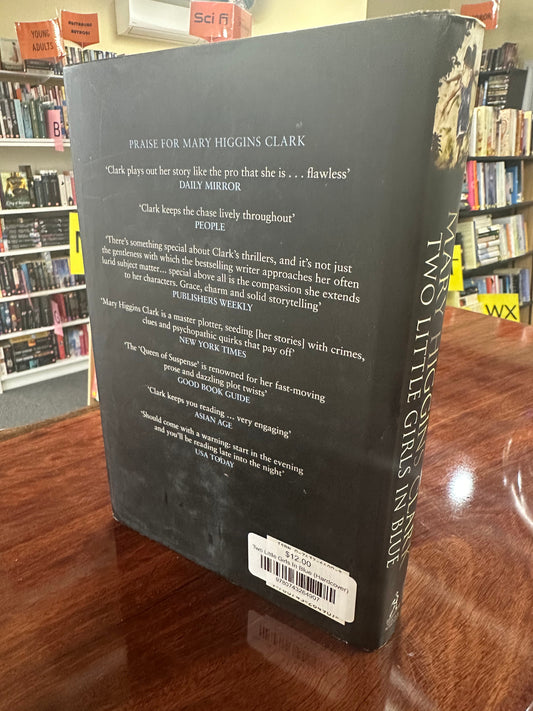 YOUNG
ADULTS
Sci fi
PRAISE FOR MARY HIGGINS CLARK
‘Clark plays out her story like the pro that she is . . . flawless’
DAILY MIRROR
‘Clark keeps the chase lively throughout’
PEOPLE
‘There’s something special about Clark’s thrillers, and it’s not just
the gentleness with which the bestselling writer approaches her often
lurid subject matter... special above all is the compassion she extends
to her characters. Grace, charm and solid storytelling’
PUBLISHERS WEEKLY
‘Mary Higgins Clark is a master plotter, seeding [her stories] with crimes,
clues and psychopathic quirks that pay off’
NEW YORK TIMES
‘The ‘Queen of Suspense’ is renowned for her fast-moving
prose and dazzling plot twists’
GOOD BOOK GUIDE
‘Clark keeps you reading ... very engaging’
ASIAN AGE
‘Should come with a warning: start in the evening
and you’ll be reading late into the night’
USA TODAY
MARY HIGGINS CLARK
TWO LITTLE GIRLS IN BLUE
$12.00
Two Little Girls in Blue (Hardcover)
WX